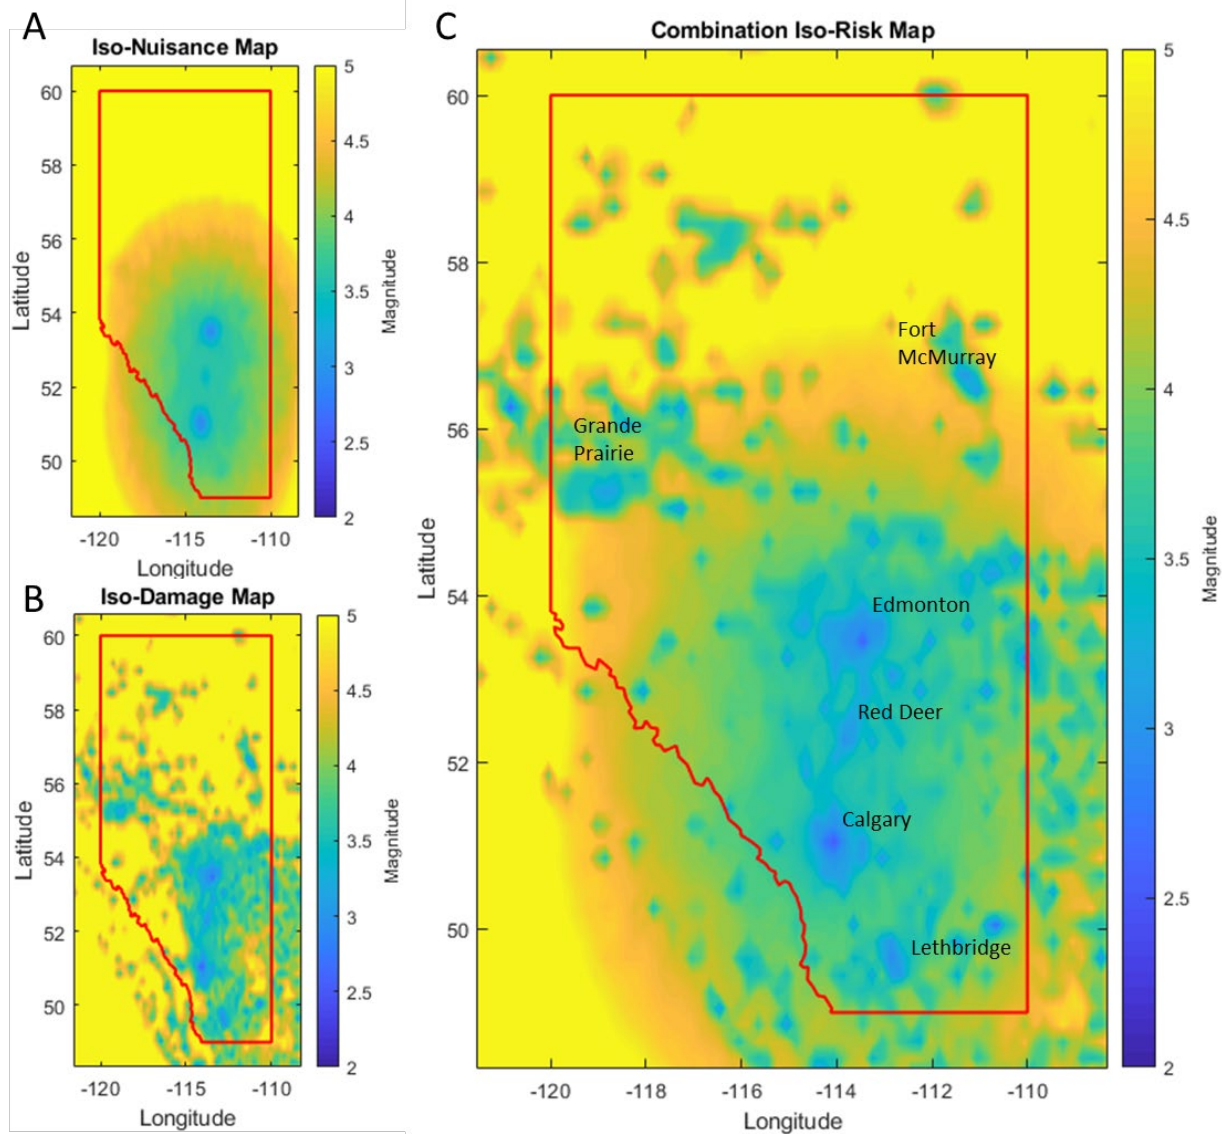 A
Iso-Nuisance Map
60
58
56
54
52
50
Latitude
-120
-115
-110
Longitude
5
4.5
4
3.5
3
2.5
2
Magnitude
B
Iso-Damage Map
60
58
56
54
52
50
Latitude
-120
-115
-110
Longitude
5
4.5
4
3.5
3
2.5
2
Magnitude
C
Combination Iso-Risk Map
60
58
56
54
52
50
Latitude
Fort
McMurray
Grande
Prairie
Edmonton
Red Deer
Calgary
Lethbridge
-120
-118
-116
-114
-112
-110
Longitude
5
4.5
4
3.5
3
2.5
2
Magnitude